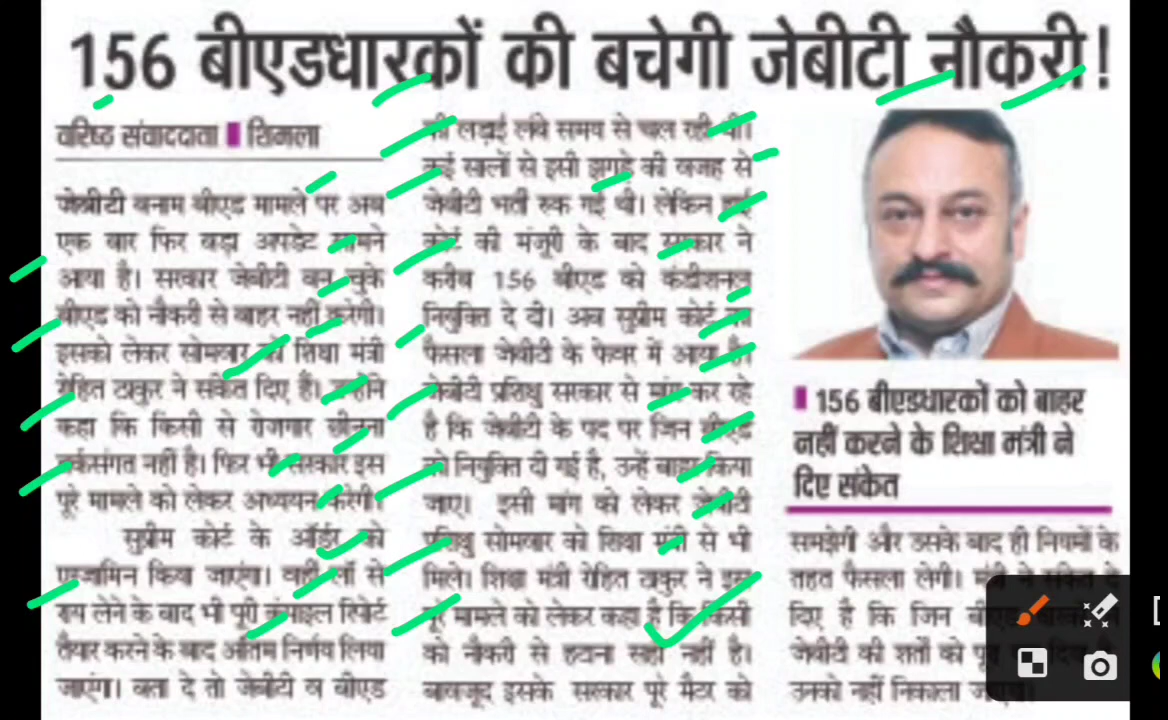 156 बीएडधारकों की बचेगी जेबीटी नौकरी!
वरिष्ठ संवाददाता शिमला
जेबीटी बनाम बीएड मामले पर अब
एक बार फिर बड़ा अपडेट सामने
आया है। सरकार जेबीटी बन चुके
बीएड को नौकरी से बाहर नहीं करेगी।
इसको लेकर सोमवार को शिक्षा मंत्री
रोहित ठाकुर ने संकेत दिए हैं। उन्होंने
कहा कि किसी से रोजगार छीनना
तर्कसंगत नहीं है। फिर भी सरकार इस
पूरे मामले को लेकर अध्ययन करेगी।
सुप्रीम कोर्ट के ऑर्डर को
एग्जामिन किया जाएगा। वहीं लॉ से
राय लेने के बाद भी पूरी कंपाइल रिपोर्ट
तैयार करने के बाद अंतिम निर्णय लिया
जाएगा। बता दे तो जेबीटी व बीएड
की लड़ाई लंबे समय से चल रही थी।
कई सालों से इसी झगड़े की वजह से
जेबीटी भर्ती रुक गई थी। लेकिन हाई
कोर्ट की मंजूरी के बाद सरकार ने
करीब 156 बीएड को कंडीशनल
नियुक्ति दे दी। अब सुप्रीम कोर्ट का
फैसला जेबीटी के फेवर में आया है।
जेबीटी प्रशिक्षु सरकार से मांग कर रहे
है कि जेबीटी के पद पर जिन बीएड
को नियुक्ति दी गई है, उन्हें बाहर किया
जाए। इसी मांग को लेकर जेबीटी
प्रशिक्षु सोमवार को शिक्षा मंत्री से भी
मिले। शिक्षा मंत्री रोहित ठाकुर ने इस
पूरे मामले को लेकर कहा है कि किसी
को नौकरी से हटाना सही नहीं है।
बावजूद इसके सरकार पूरे मैटर को
156 बीएडधारकों को बाहर
नहीं करने के शिक्षा मंत्री ने
दिए संकेत
समझेगी और उसके बाद ही नियमों के
तहत फैसला लेगी। मंत्री ने संकेत दे
दिए है कि जिन बीएड
जेबीटी की शर्तों को
उनको नहीं निकाला जाएगा।